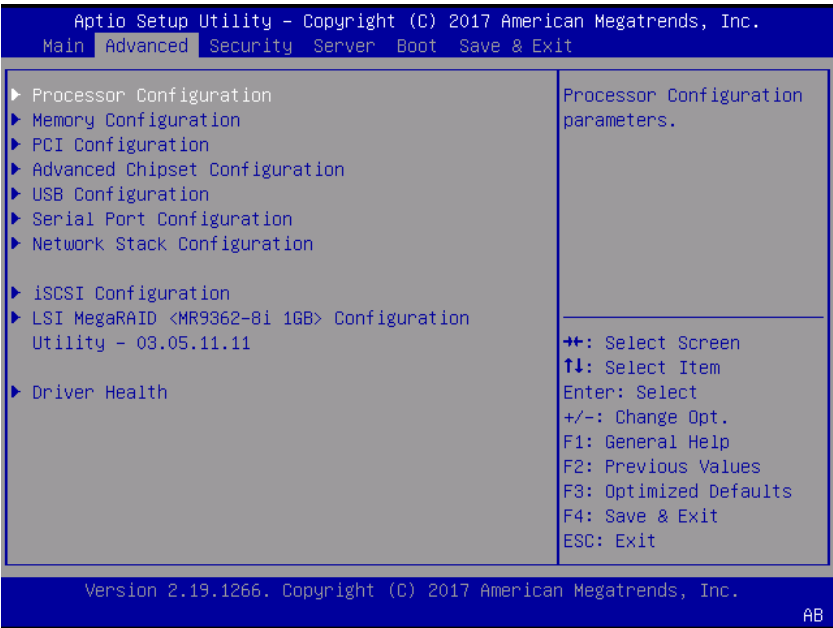 Aptio Setup Utility – Copyright (C) 2017 American Megatrends, Inc.
Main Advanced Security Server Boot Save & Exit
▶ Processor Configuration
▶ Memory Configuration
▶ PCI Configuration
▶ Advanced Chipset Configuration
▶ USB Configuration
▶ Serial Port Configuration
▶ Network Stack Configuration
▶ iSCSI Configuration
▶ LSI MegaRAID <MR9362-8i 1GB> Configuration
Utility – 03.05.11.11
▶ Driver Health
Processor Configuration
parameters.
→←: Select Screen
↑↓: Select Item
Enter: Select
+/-: Change Opt.
F1: General Help
F2: Previous Values
F3: Optimized Defaults
F4: Save & Exit
ESC: Exit
Version 2.19.1266. Copyright (C) 2017 American Megatrends, Inc.
AB